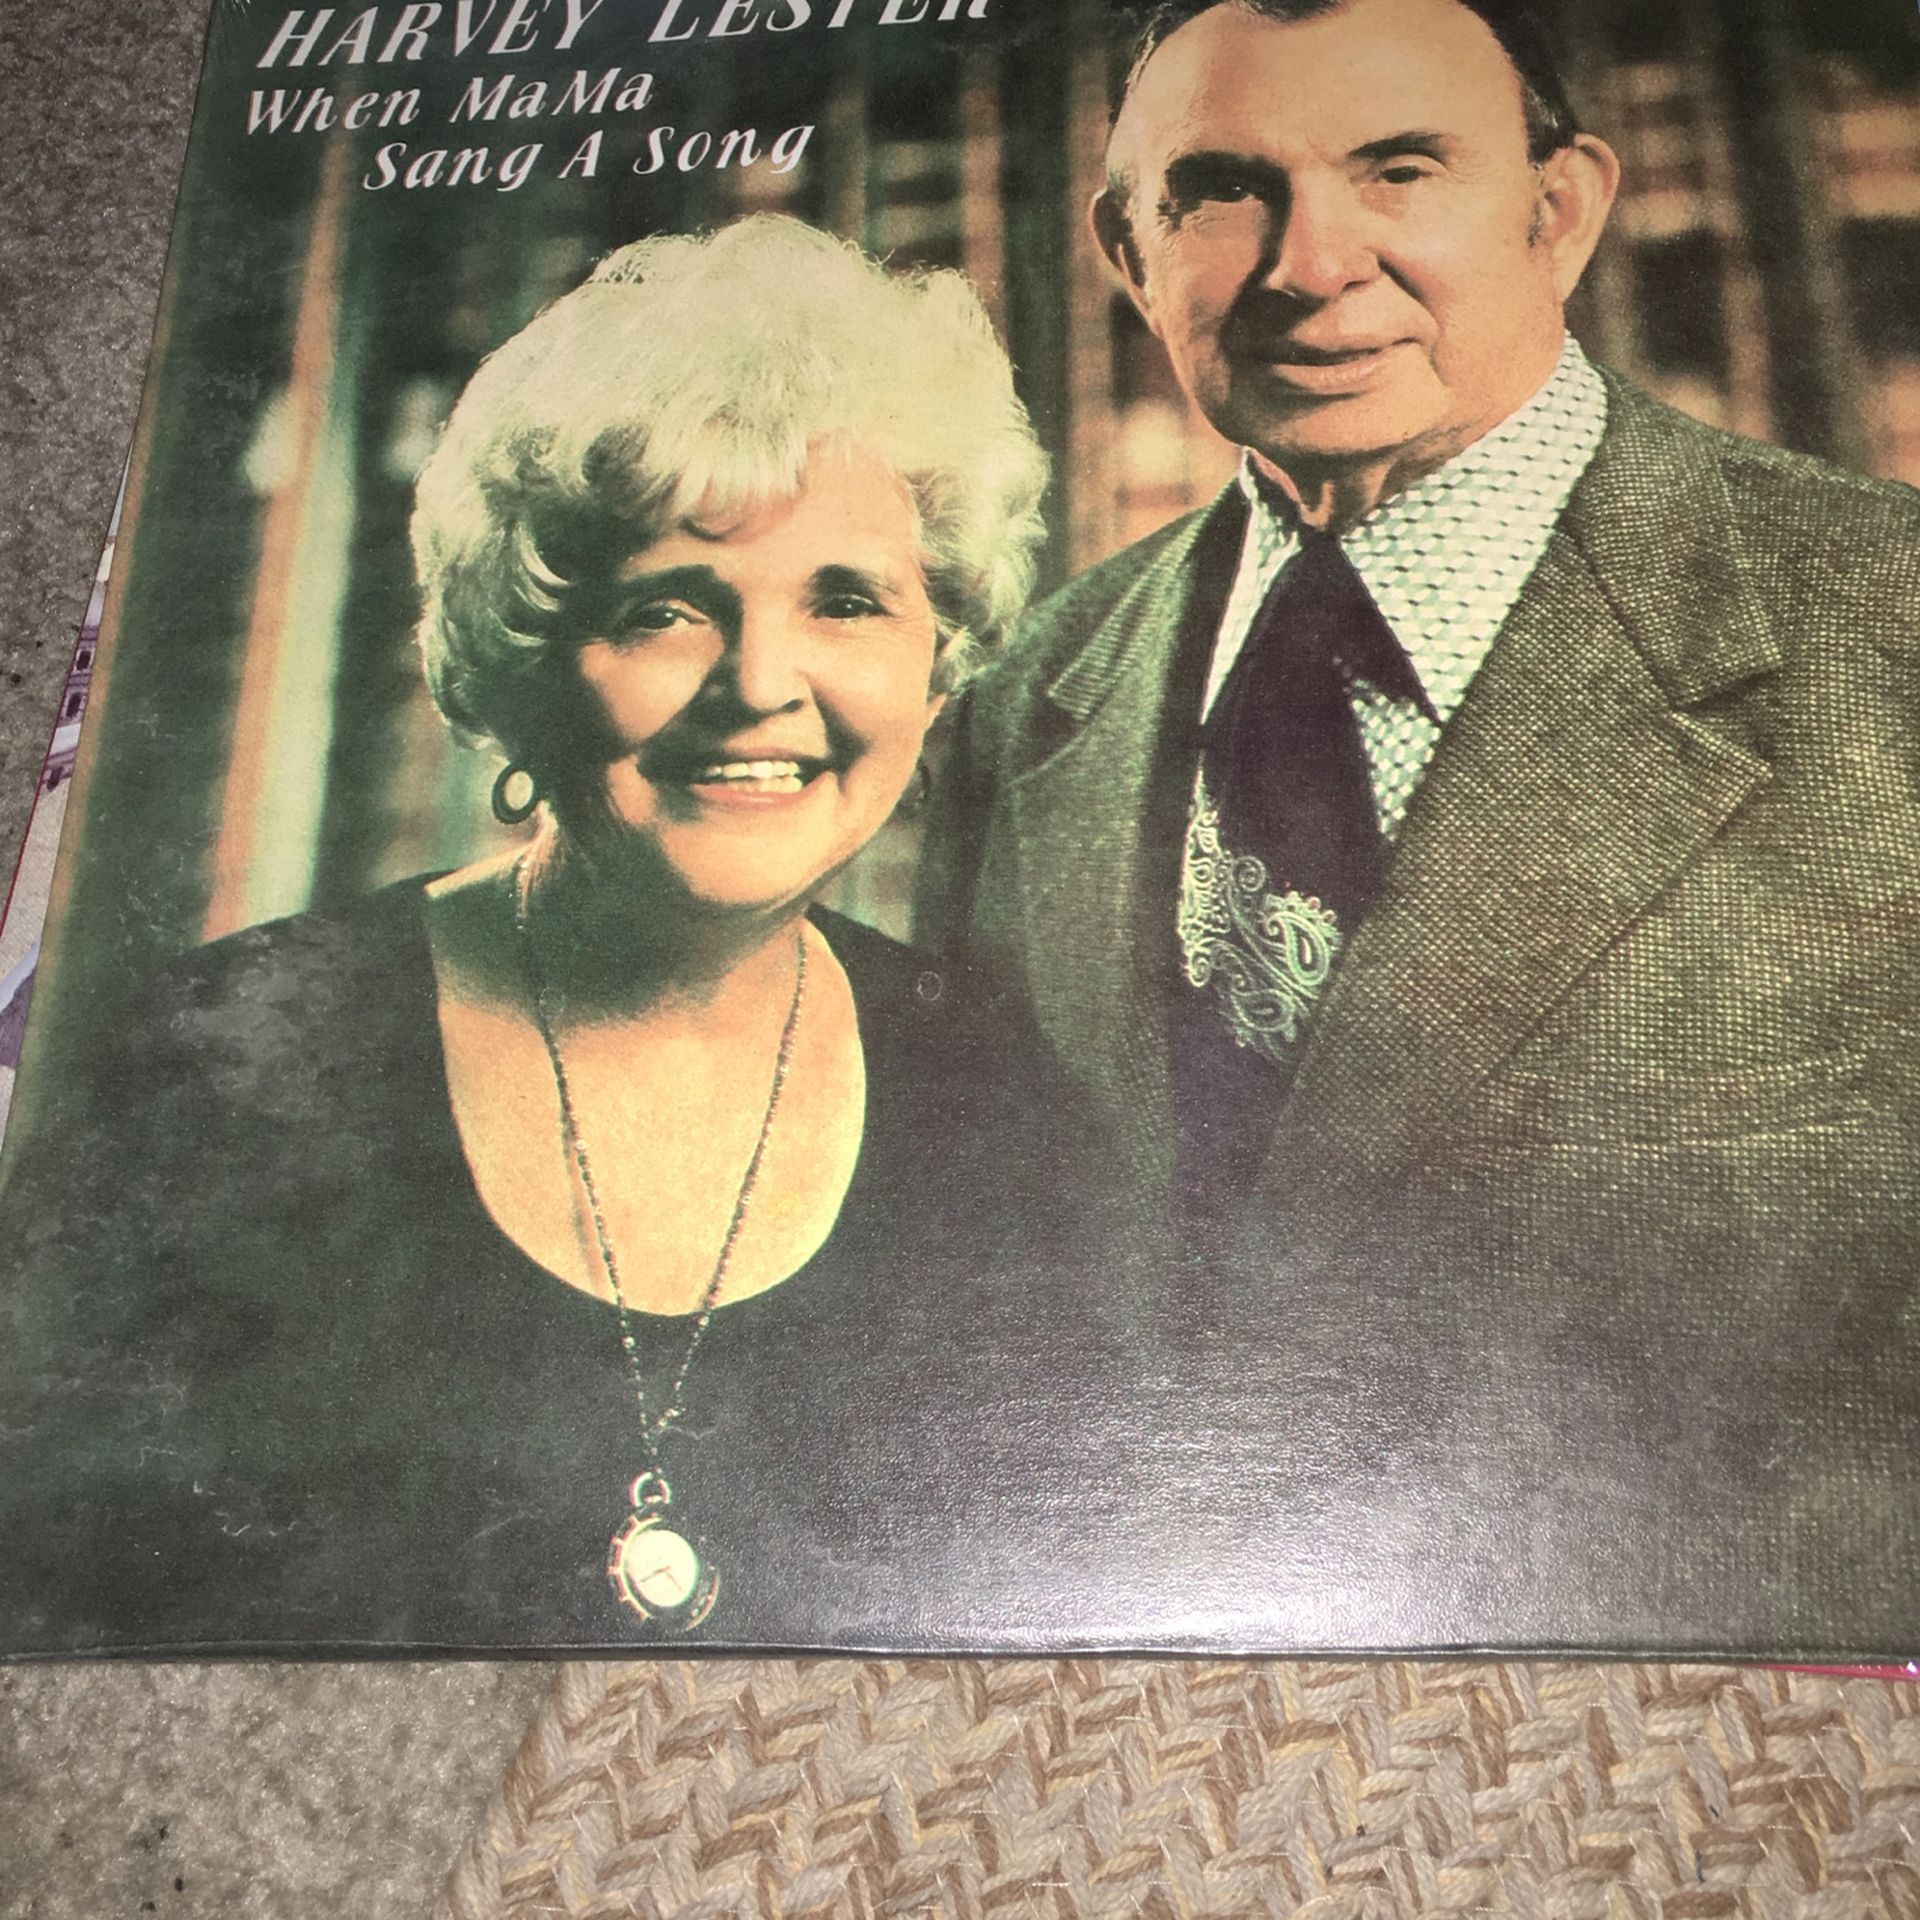 HARVEY LESTER
When MaMa
Sang A Song